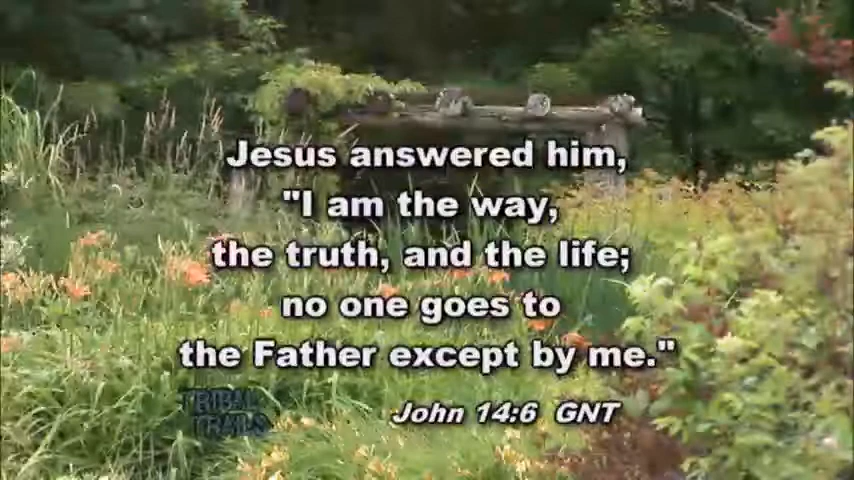 Jesus answered him,
"I am the way,
the truth, and the life;
no one goes to
the Father except by me."
TRIBAL
TRAILS
John 14:6 GNT